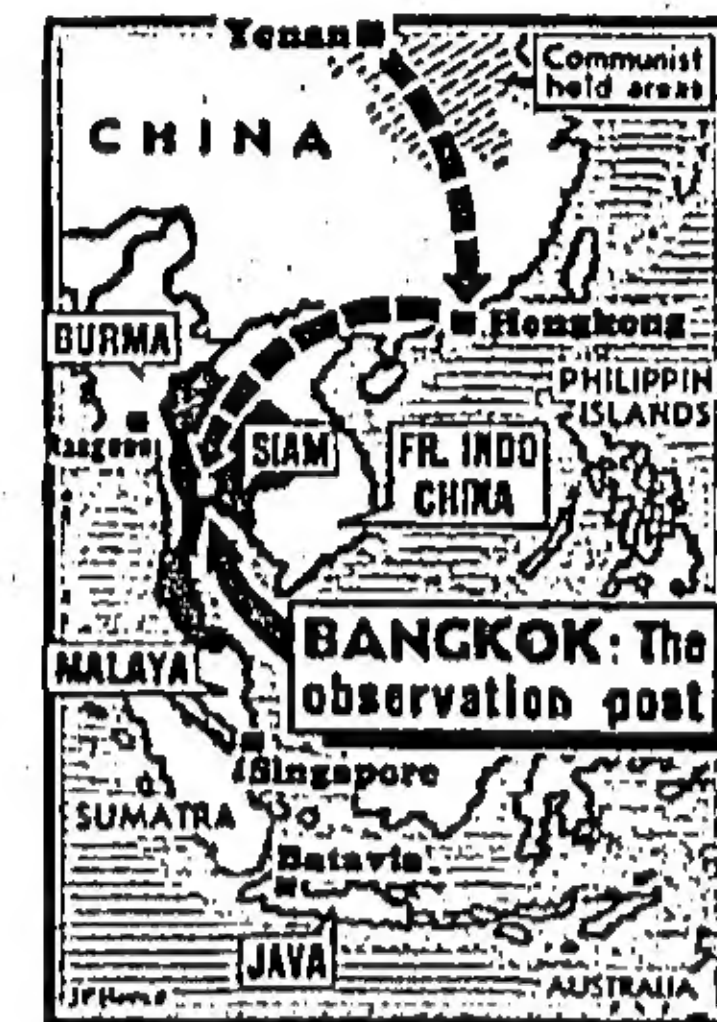 Yenan
Communist
held areas
CHINA
Hongkong
BURMA
PHILIPPIN
ISLANDS
Rangoon
SIAM
FR. INDO
CHINA
BANGKOK: The
observation post
MALAYA
Singapore
SUMATRA
Batavia
JAVA
AUSTRALIA